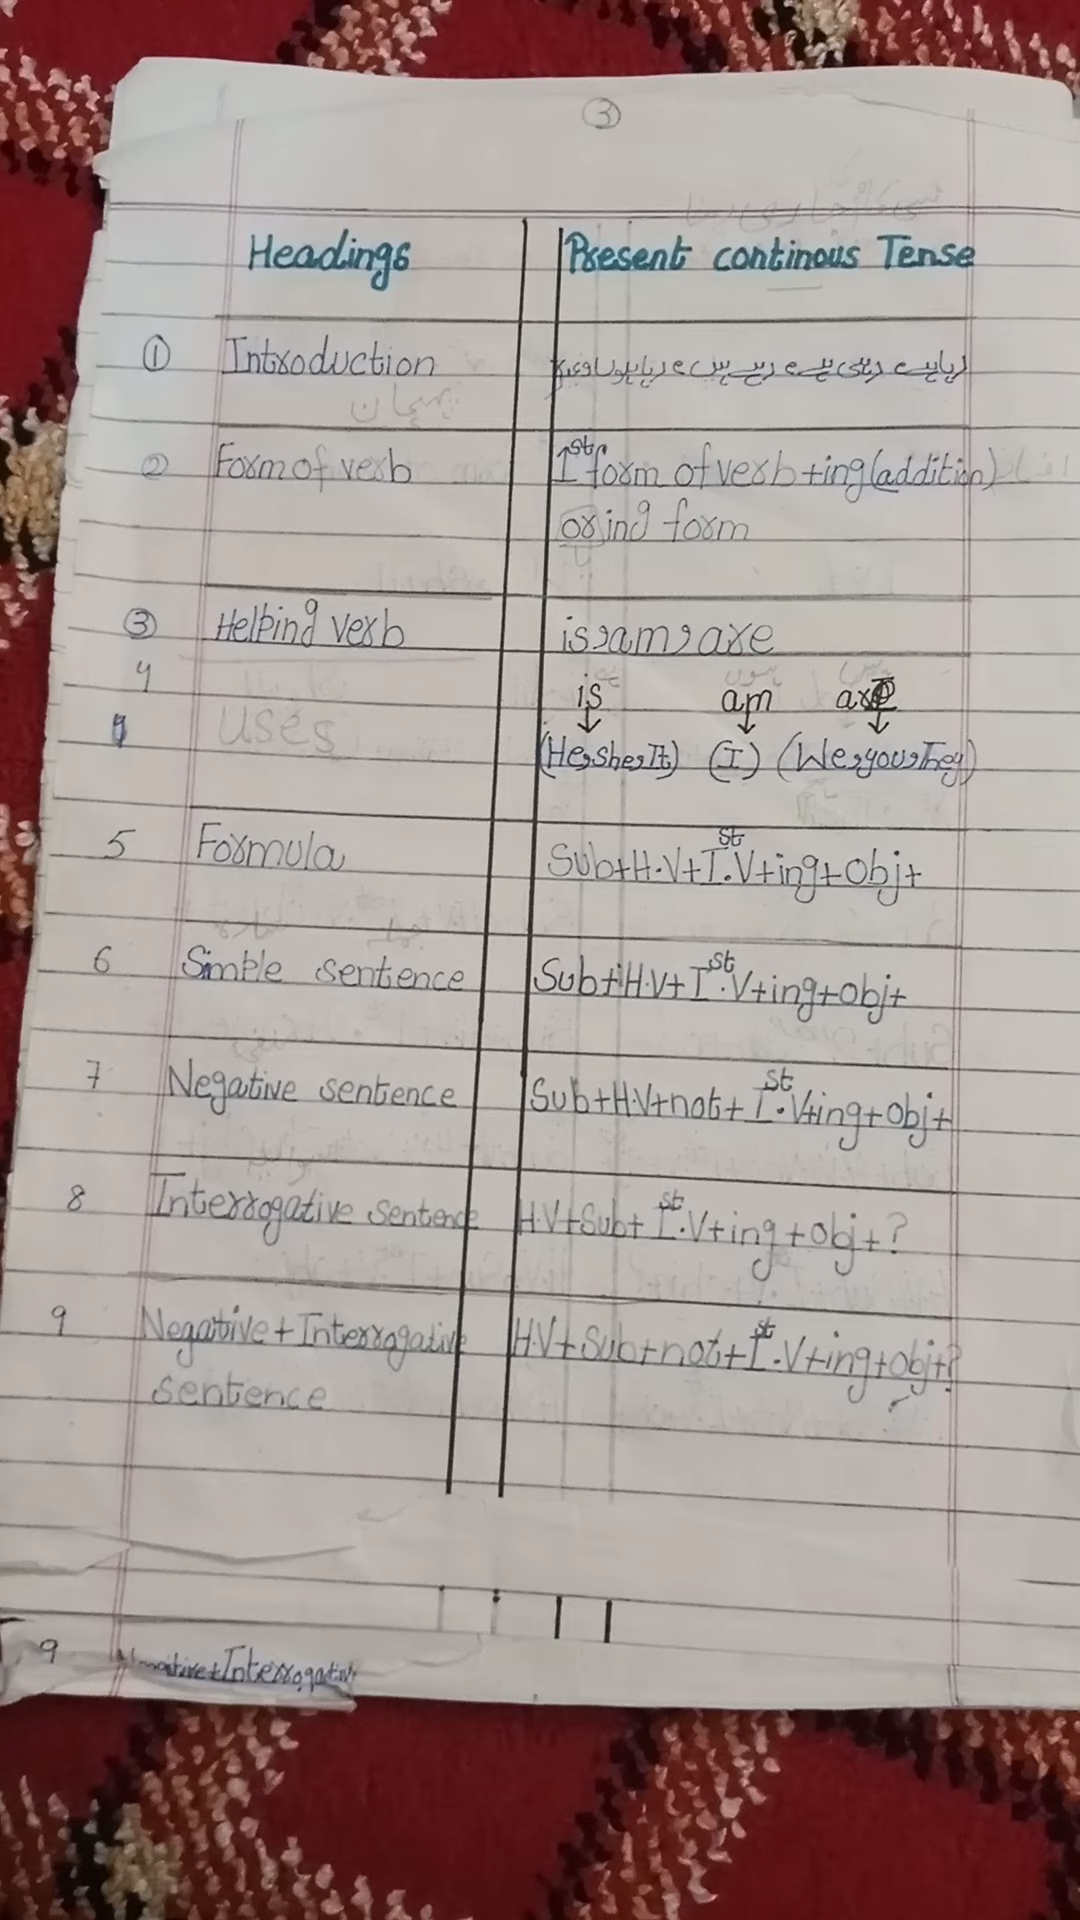 3
Headings Present continous Tense
1 Introduction رہا ہے، رہی ہے، رہے ہیں، رہا ہوں وغیرہ
پہچان
2 Form of verb Ist form of verb+ing(addition)
or ing form
3 Helping verb is,am,are
4 is am are
uses (He,She,It) (I) (We,you,They)
5 Formula Sub+H.V+Ist.V+ing+Obj+
6 Simple sentence Sub+H.V+Ist.V+ing+obj+
7 Negative sentence Sub+H.V+not+Ist.V+ing+obj+
8 Interrogative sentence H.V+Sub+Ist.V+ing+obj+?
9 Negative+Interrogative H.V+Sub+not+Ist.V+ing+obj+?
sentence
9 Interrogative